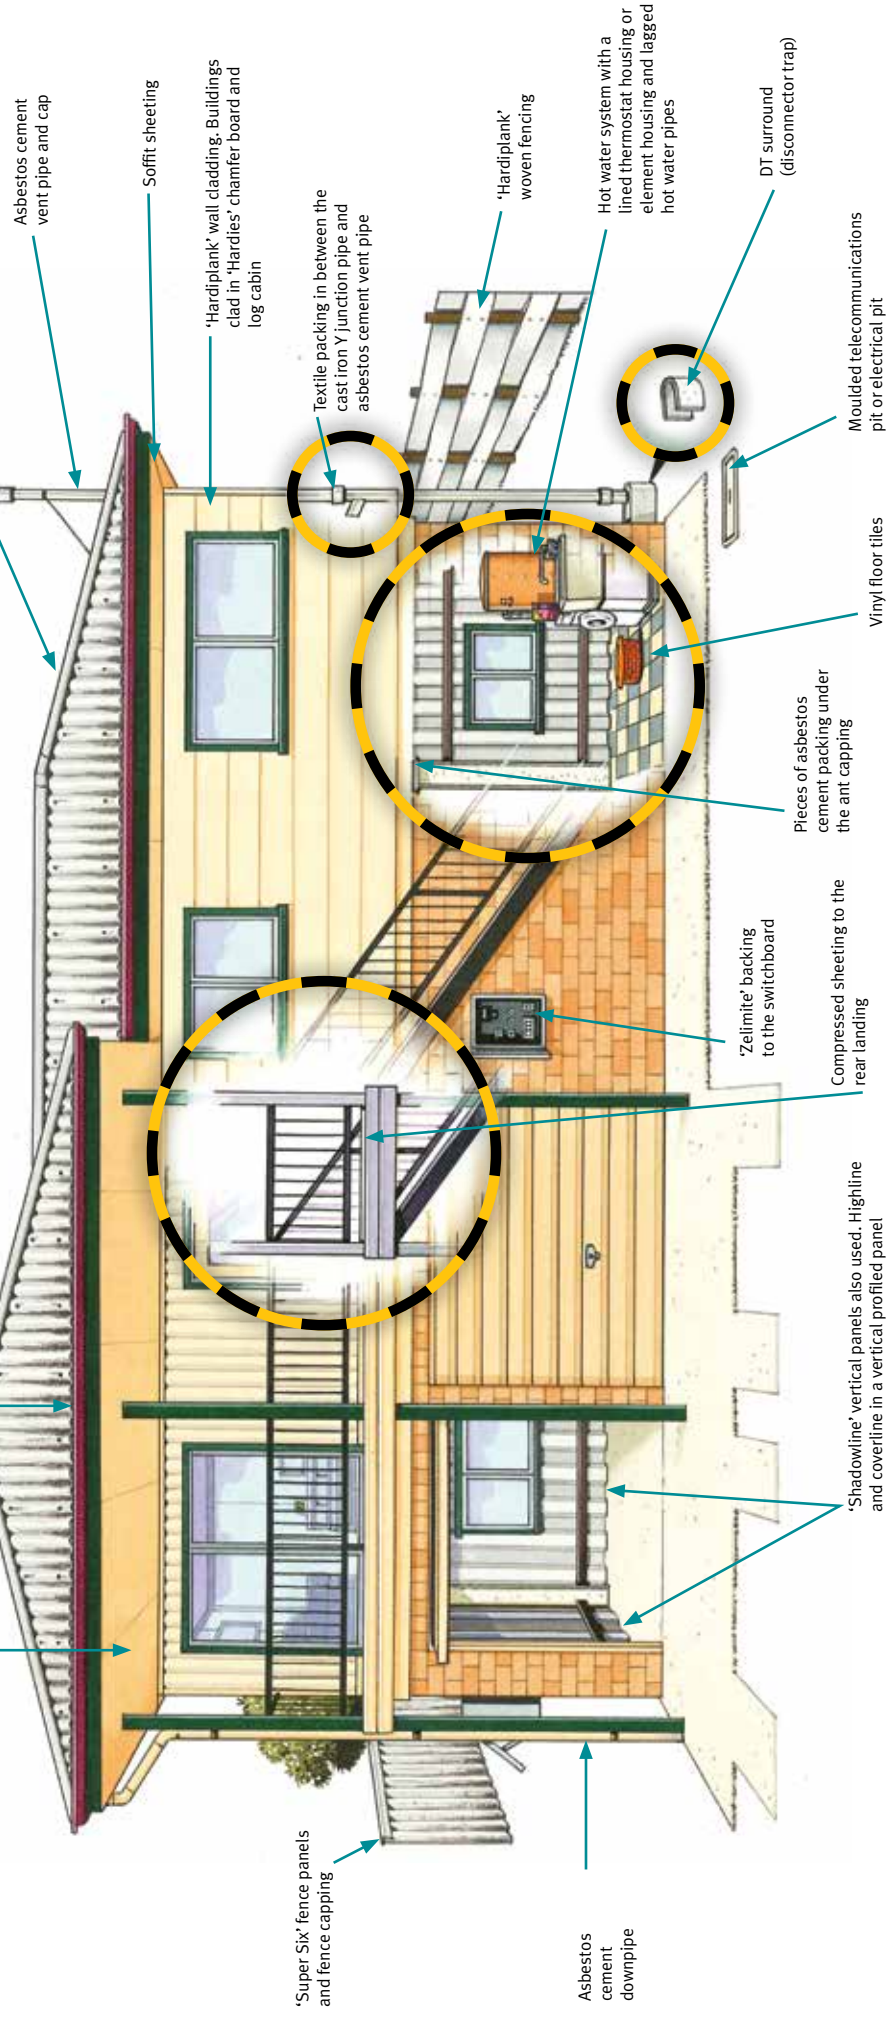 Asbestos cement
vent pipe and cap
Soffit sheeting
‘Hardiplank’ wall cladding. Buildings
clad in ‘Hardies’ chamfer board and
log cabin
Textile packing in between the
cast iron Y junction pipe and
asbestos cement vent pipe
‘Hardiplank’
woven fencing
Hot water system with a
lined thermostat housing or
element housing and lagged
hot water pipes
DT surround
(disconnector trap)
Moulded telecommunications
pit or electrical pit
Vinyl floor tiles
Pieces of asbestos
cement packing under
the ant capping
‘Zelimite’ backing
to the switchboard
Compressed sheeting to the
rear landing
‘Shadowline’ vertical panels also used. Highline
and coverline in a vertical profiled panel
‘Super Six’ fence panels
and fence capping
Asbestos
cement
downpipe